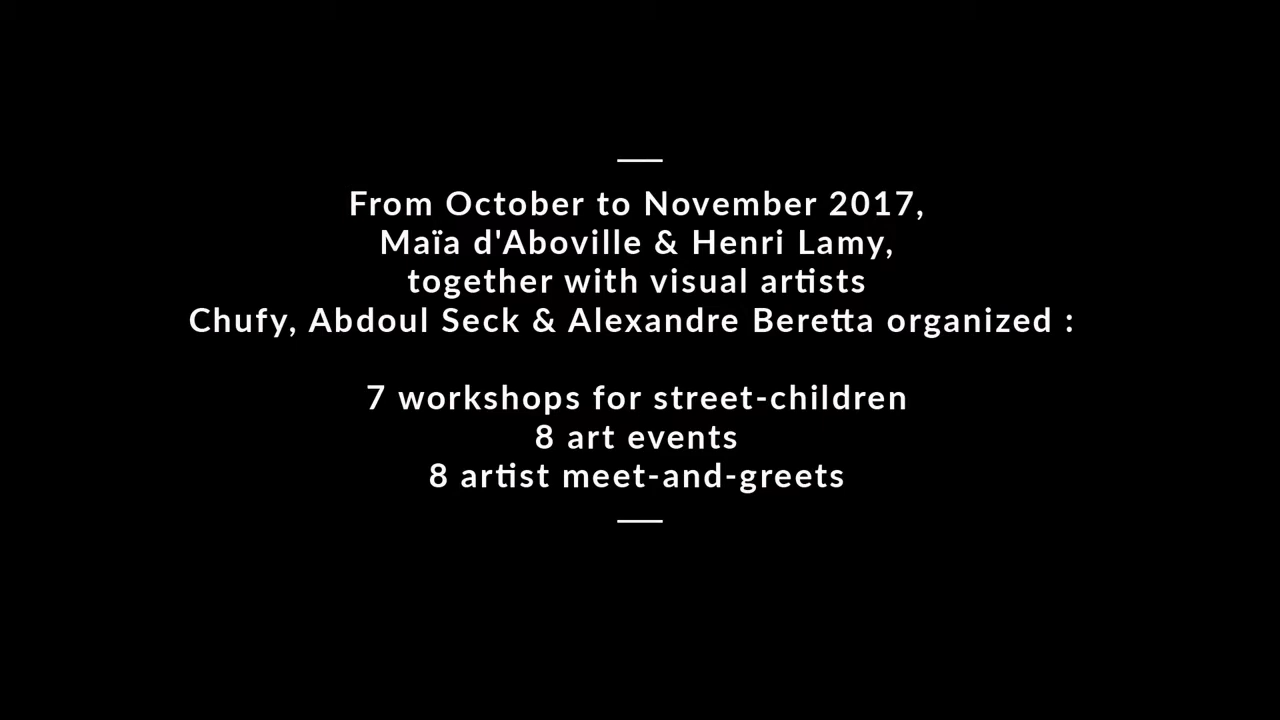 From October to November 2017,
Maïa d'Aboville & Henri Lamy,
together with visual artists
Chufy, Abdoul Seck & Alexandre Beretta organized :
7 workshops for street-children
8 art events
8 artist meet-and-greets